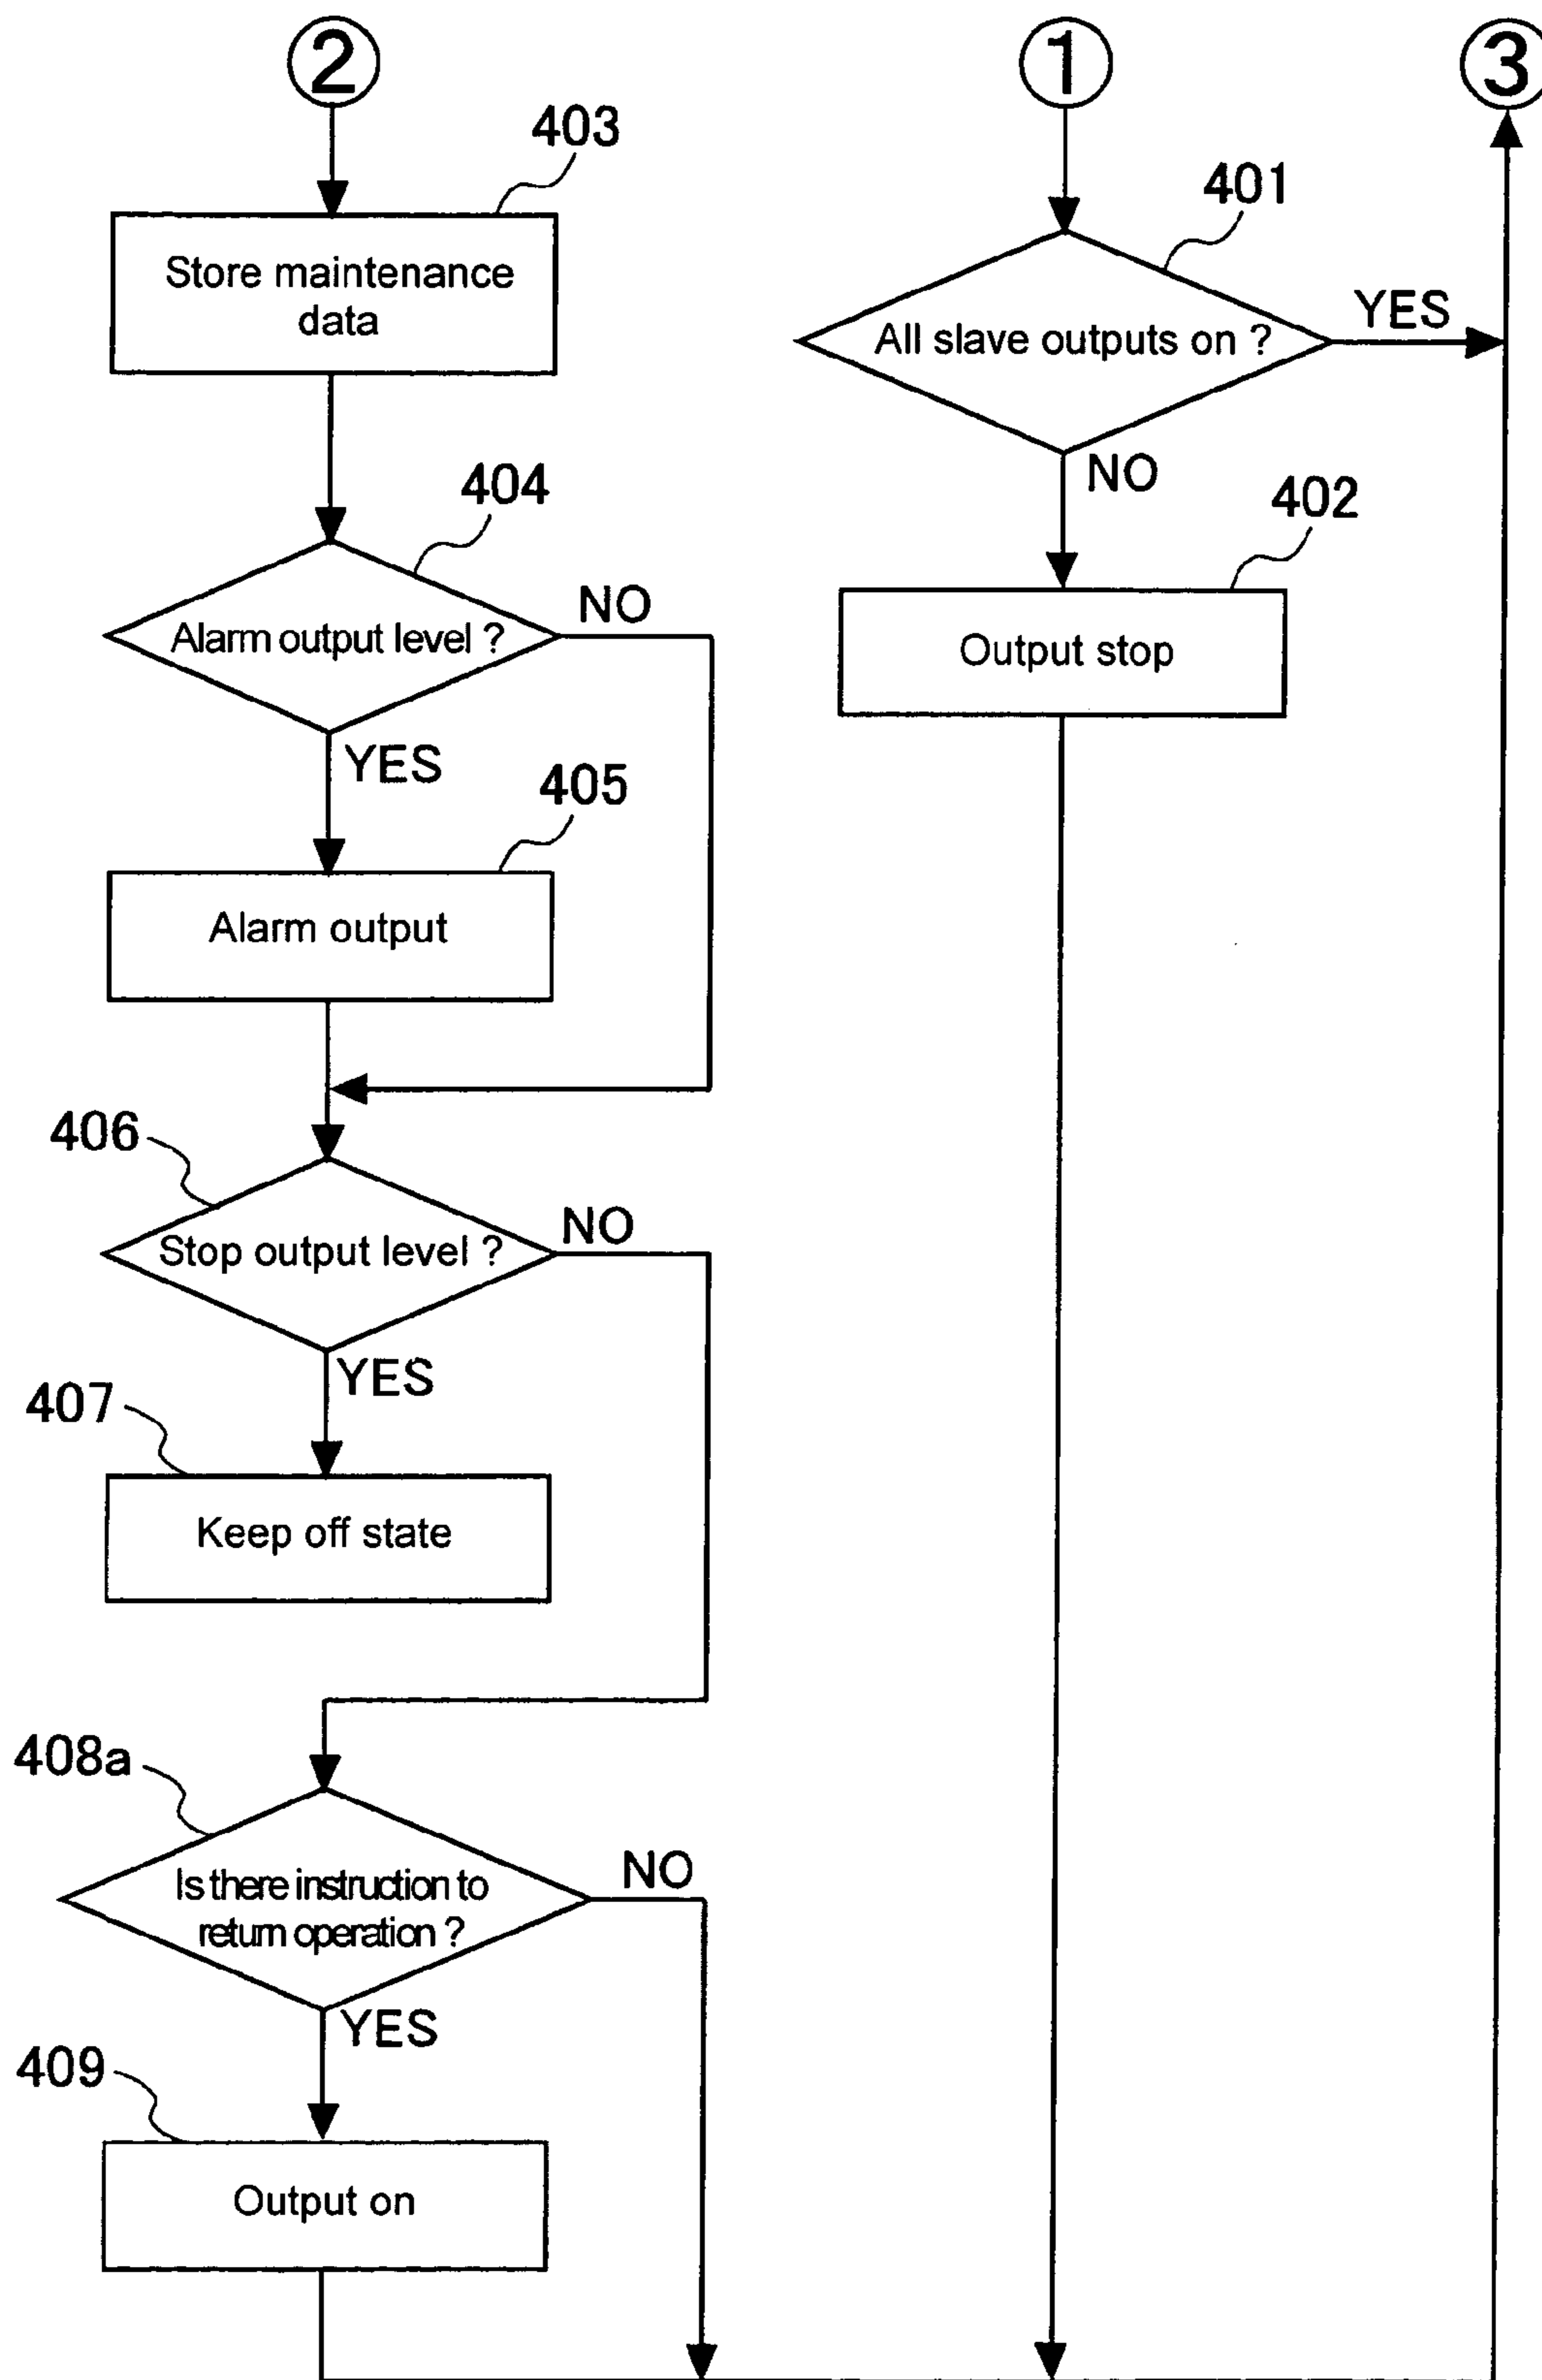 ②
403
Store maintenance
data
404
Alarm output level ?
NO
YES
405
Alarm output
406
Stop output level ?
NO
YES
407
Keep off state
408a
Is there instruction to
return operation ?
NO
YES
409
Output on
①
401
All slave outputs on ?
YES
NO
402
Output stop
③